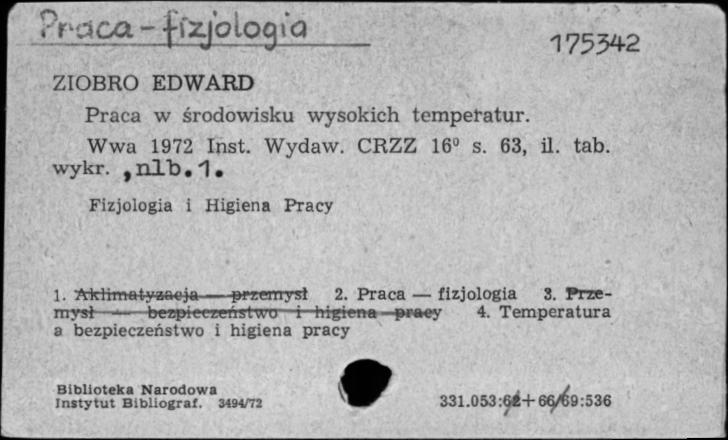 Praca - fizjologia
175342
ZIOBRO EDWARD
Praca w środowisku wysokich temperatur.
Wwa 1972 Inst. Wydaw. CRZZ 16⁰ s. 63, il. tab.
wykr. , nlb. 1.
Fizjologia i Higiena Pracy
1. Aklimatyzacja — przemysł 2. Praca — fizjologia 3. Prze-
mysł — bezpieczeństwo i higiena pracy 4. Temperatura
a bezpieczeństwo i higiena pracy
Biblioteka Narodowa
Instytut Bibliograf. 3494/72
331.053:62+66/69:536